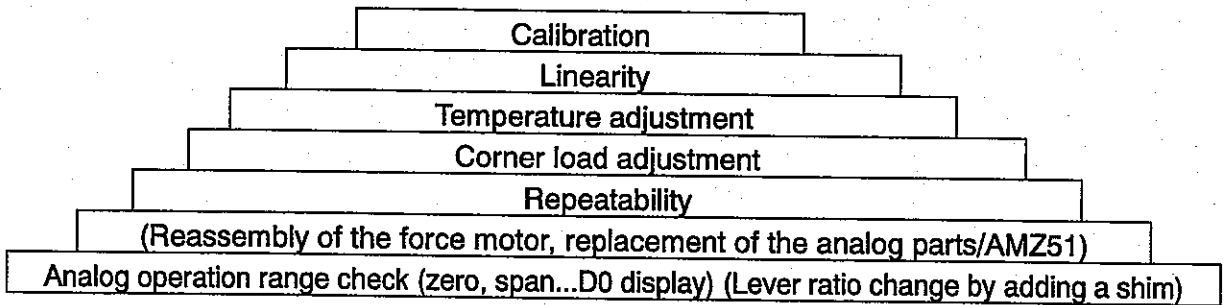 Calibration
Linearity
Temperature adjustment
Corner load adjustment
Repeatability
(Reassembly of the force motor, replacement of the analog parts/AMZ51)
Analog operation range check (zero, span...D0 display) (Lever ratio change by adding a shim)